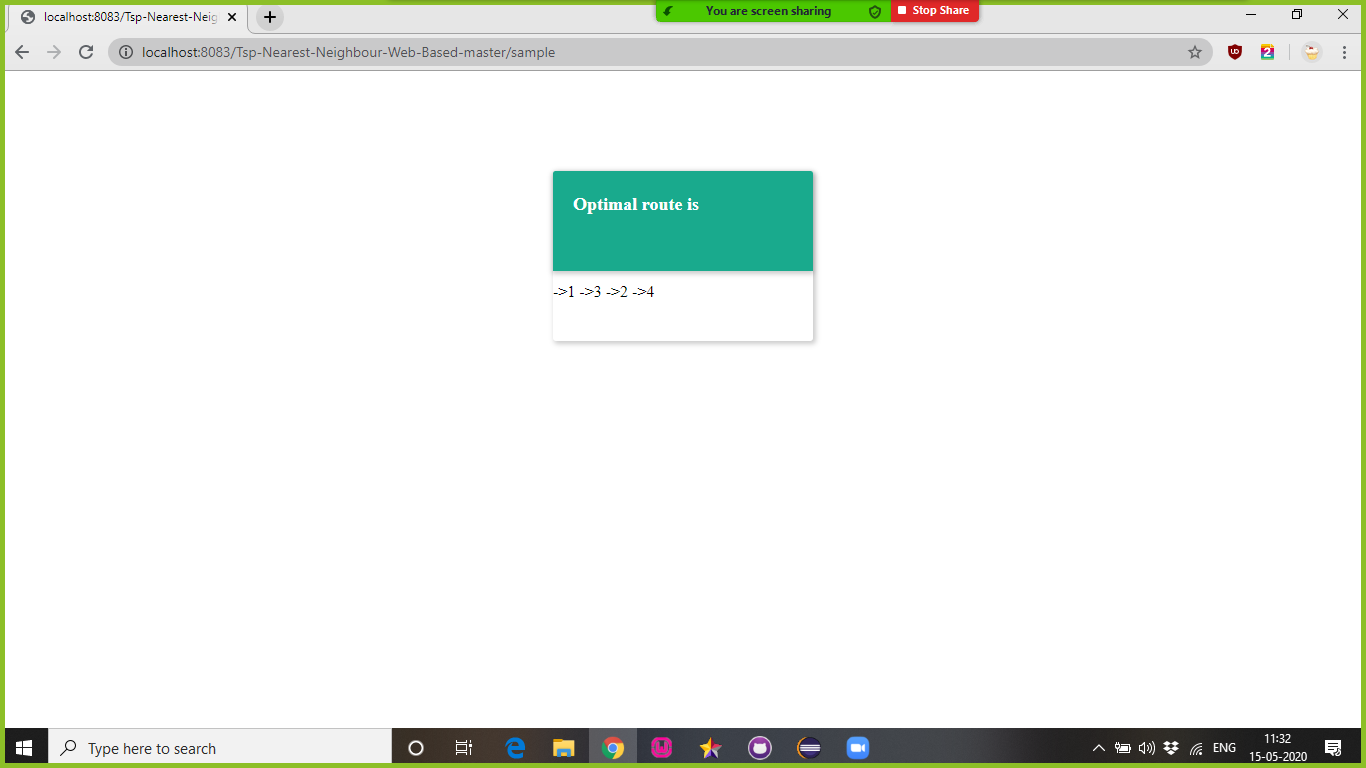 localhost:8083/Tsp-Nearest-Neig
You are screen sharing
Stop Share
localhost:8083/Tsp-Nearest-Neighbour-Web-Based-master/sample
2
Optimal route is
->1 ->3 ->2 ->4
Type here to search
ENG
11:32
15-05-2020